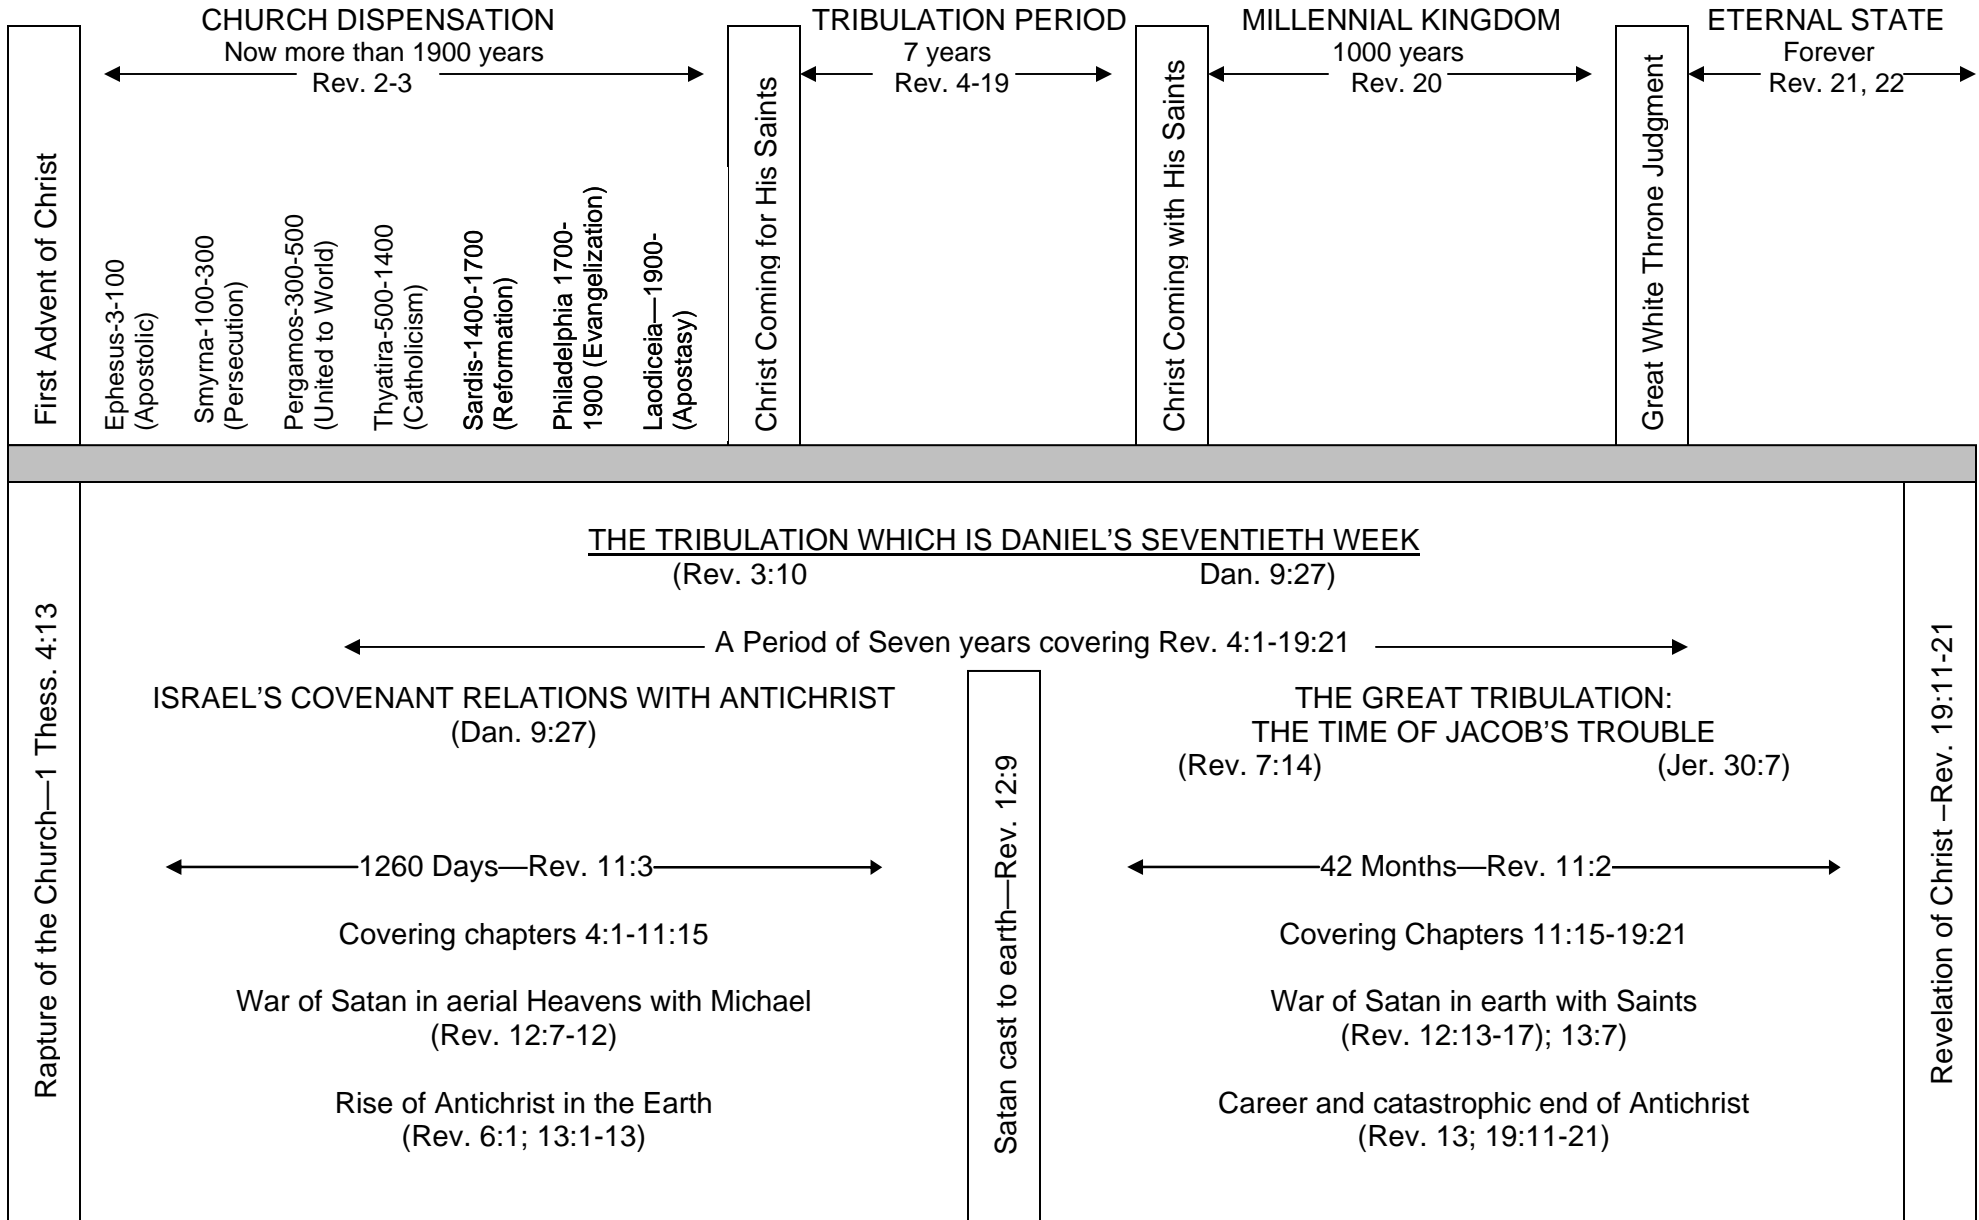 CHURCH DISPENSATION
Now more than 1900 years
Rev. 2-3
TRIBULATION PERIOD
7 years
Rev. 4-19
MILLENNIAL KINGDOM
1000 years
Rev. 20
ETERNAL STATE
Forever
Rev. 21, 22
First Advent of Christ
Ephesus-3-100
(Apostolic)
Smyrna-100-300
(Persecution)
Pergamos-300-500
(United to World)
Thyatira-500-1400
(Catholicism)
Sardis-1400-1700
(Reformation)
Philadelphia 1700-
1900 (Evangelization)
Laodiceia—1900-
(Apostasy)
Christ Coming for His Saints
Christ Coming with His Saints
Great White Throne Judgment
Rapture of the Church—1 Thess. 4:13
THE TRIBULATION WHICH IS DANIEL’S SEVENTIETH WEEK
(Rev. 3:10 Dan. 9:27)
A Period of Seven years covering Rev. 4:1-19:21
ISRAEL’S COVENANT RELATIONS WITH ANTICHRIST
(Dan. 9:27)
1260 Days—Rev. 11:3
Covering chapters 4:1-11:15
War of Satan in aerial Heavens with Michael
(Rev. 12:7-12)
Rise of Antichrist in the Earth
(Rev. 6:1; 13:1-13)
Satan cast to earth—Rev. 12:9
THE GREAT TRIBULATION:
THE TIME OF JACOB’S TROUBLE
(Rev. 7:14) (Jer. 30:7)
42 Months—Rev. 11:2
Covering Chapters 11:15-19:21
War of Satan in earth with Saints
(Rev. 12:13-17); 13:7)
Career and catastrophic end of Antichrist
(Rev. 13; 19:11-21)
Revelation of Christ –Rev. 19:11-21